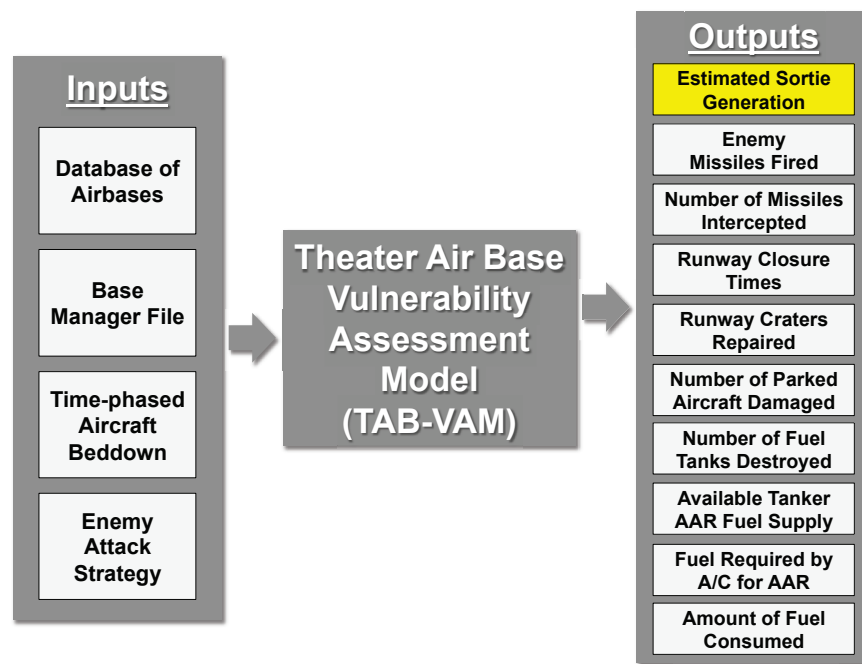 Inputs
Database of
Airbases
Base
Manager File
Time-phased
Aircraft
Beddown
Enemy
Attack
Strategy
Theater Air Base
Vulnerability
Assessment
Model
(TAB-VAM)
Outputs
Estimated Sortie
Generation
Enemy
Missiles Fired
Number of Missiles
Intercepted
Runway Closure
Times
Runway Craters
Repaired
Number of Parked
Aircraft Damaged
Number of Fuel
Tanks Destroyed
Available Tanker
AAR Fuel Supply
Fuel Required by
A/C for AAR
Amount of Fuel
Consumed